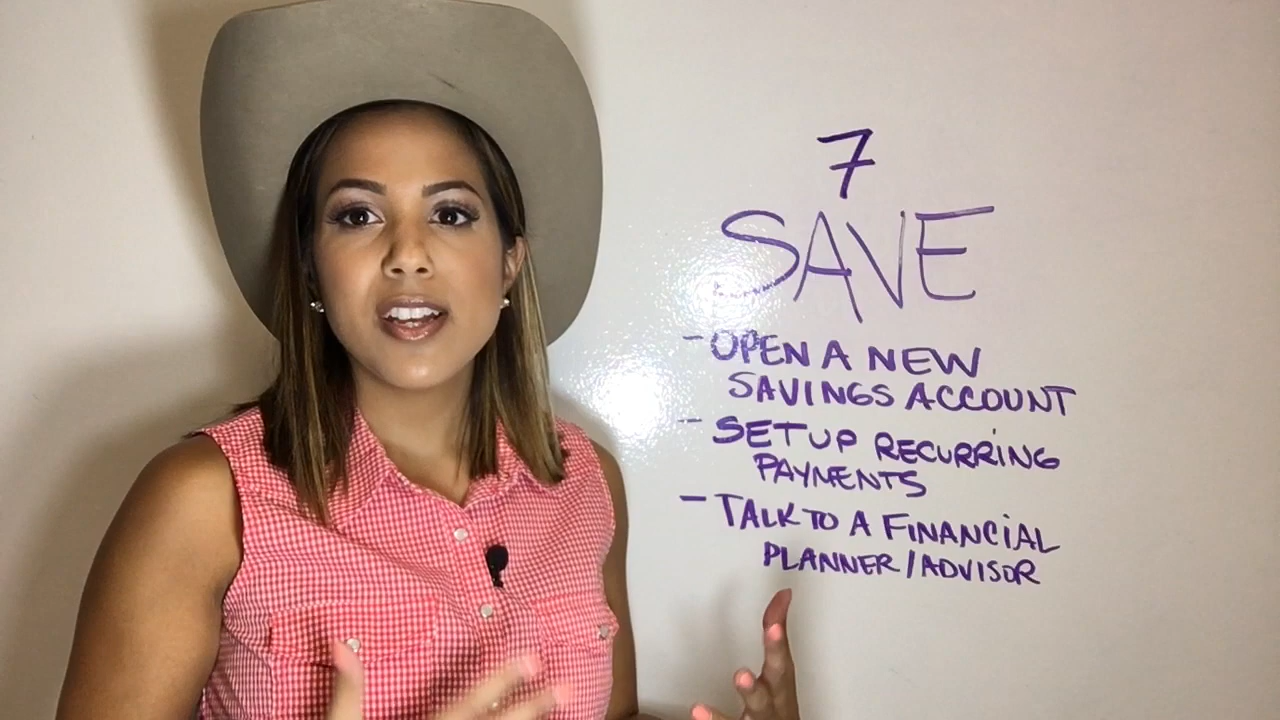 7
SAVE
- OPEN A NEW
SAVINGS ACCOUNT
- SETUP RECURRING
PAYMENTS
- TALK TO A FINANCIAL
PLANNER/ADVISOR